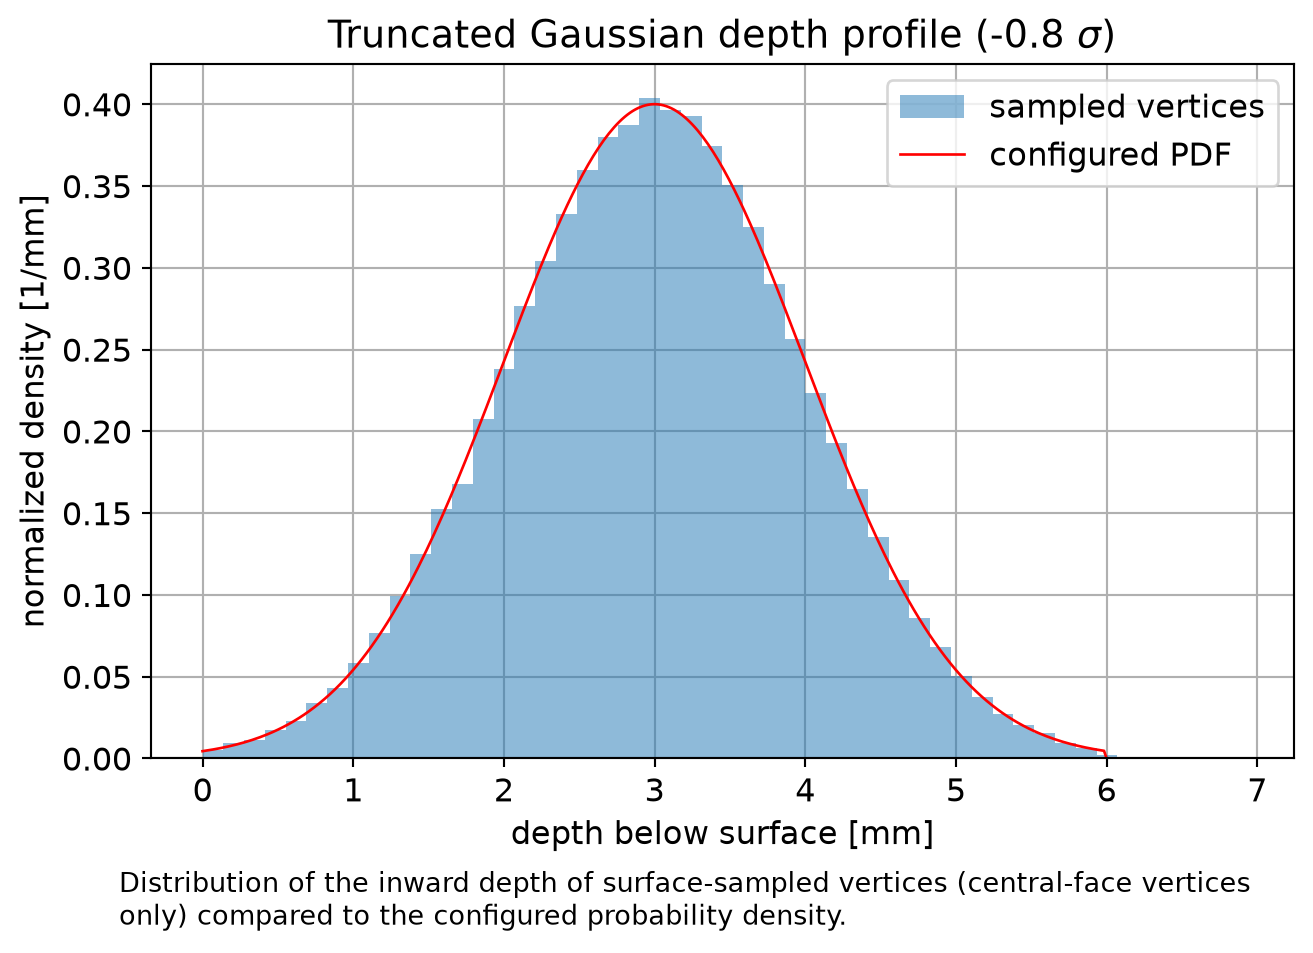 Truncated Gaussian depth profile (-0.8 σ)
sampled vertices
configured PDF
normalized density [1/mm]
0.40
0.35
0.30
0.25
0.20
0.15
0.10
0.05
0.00
0 1 2 3 4 5 6 7
depth below surface [mm]
Distribution of the inward depth of surface-sampled vertices (central-face vertices
only) compared to the configured probability density.